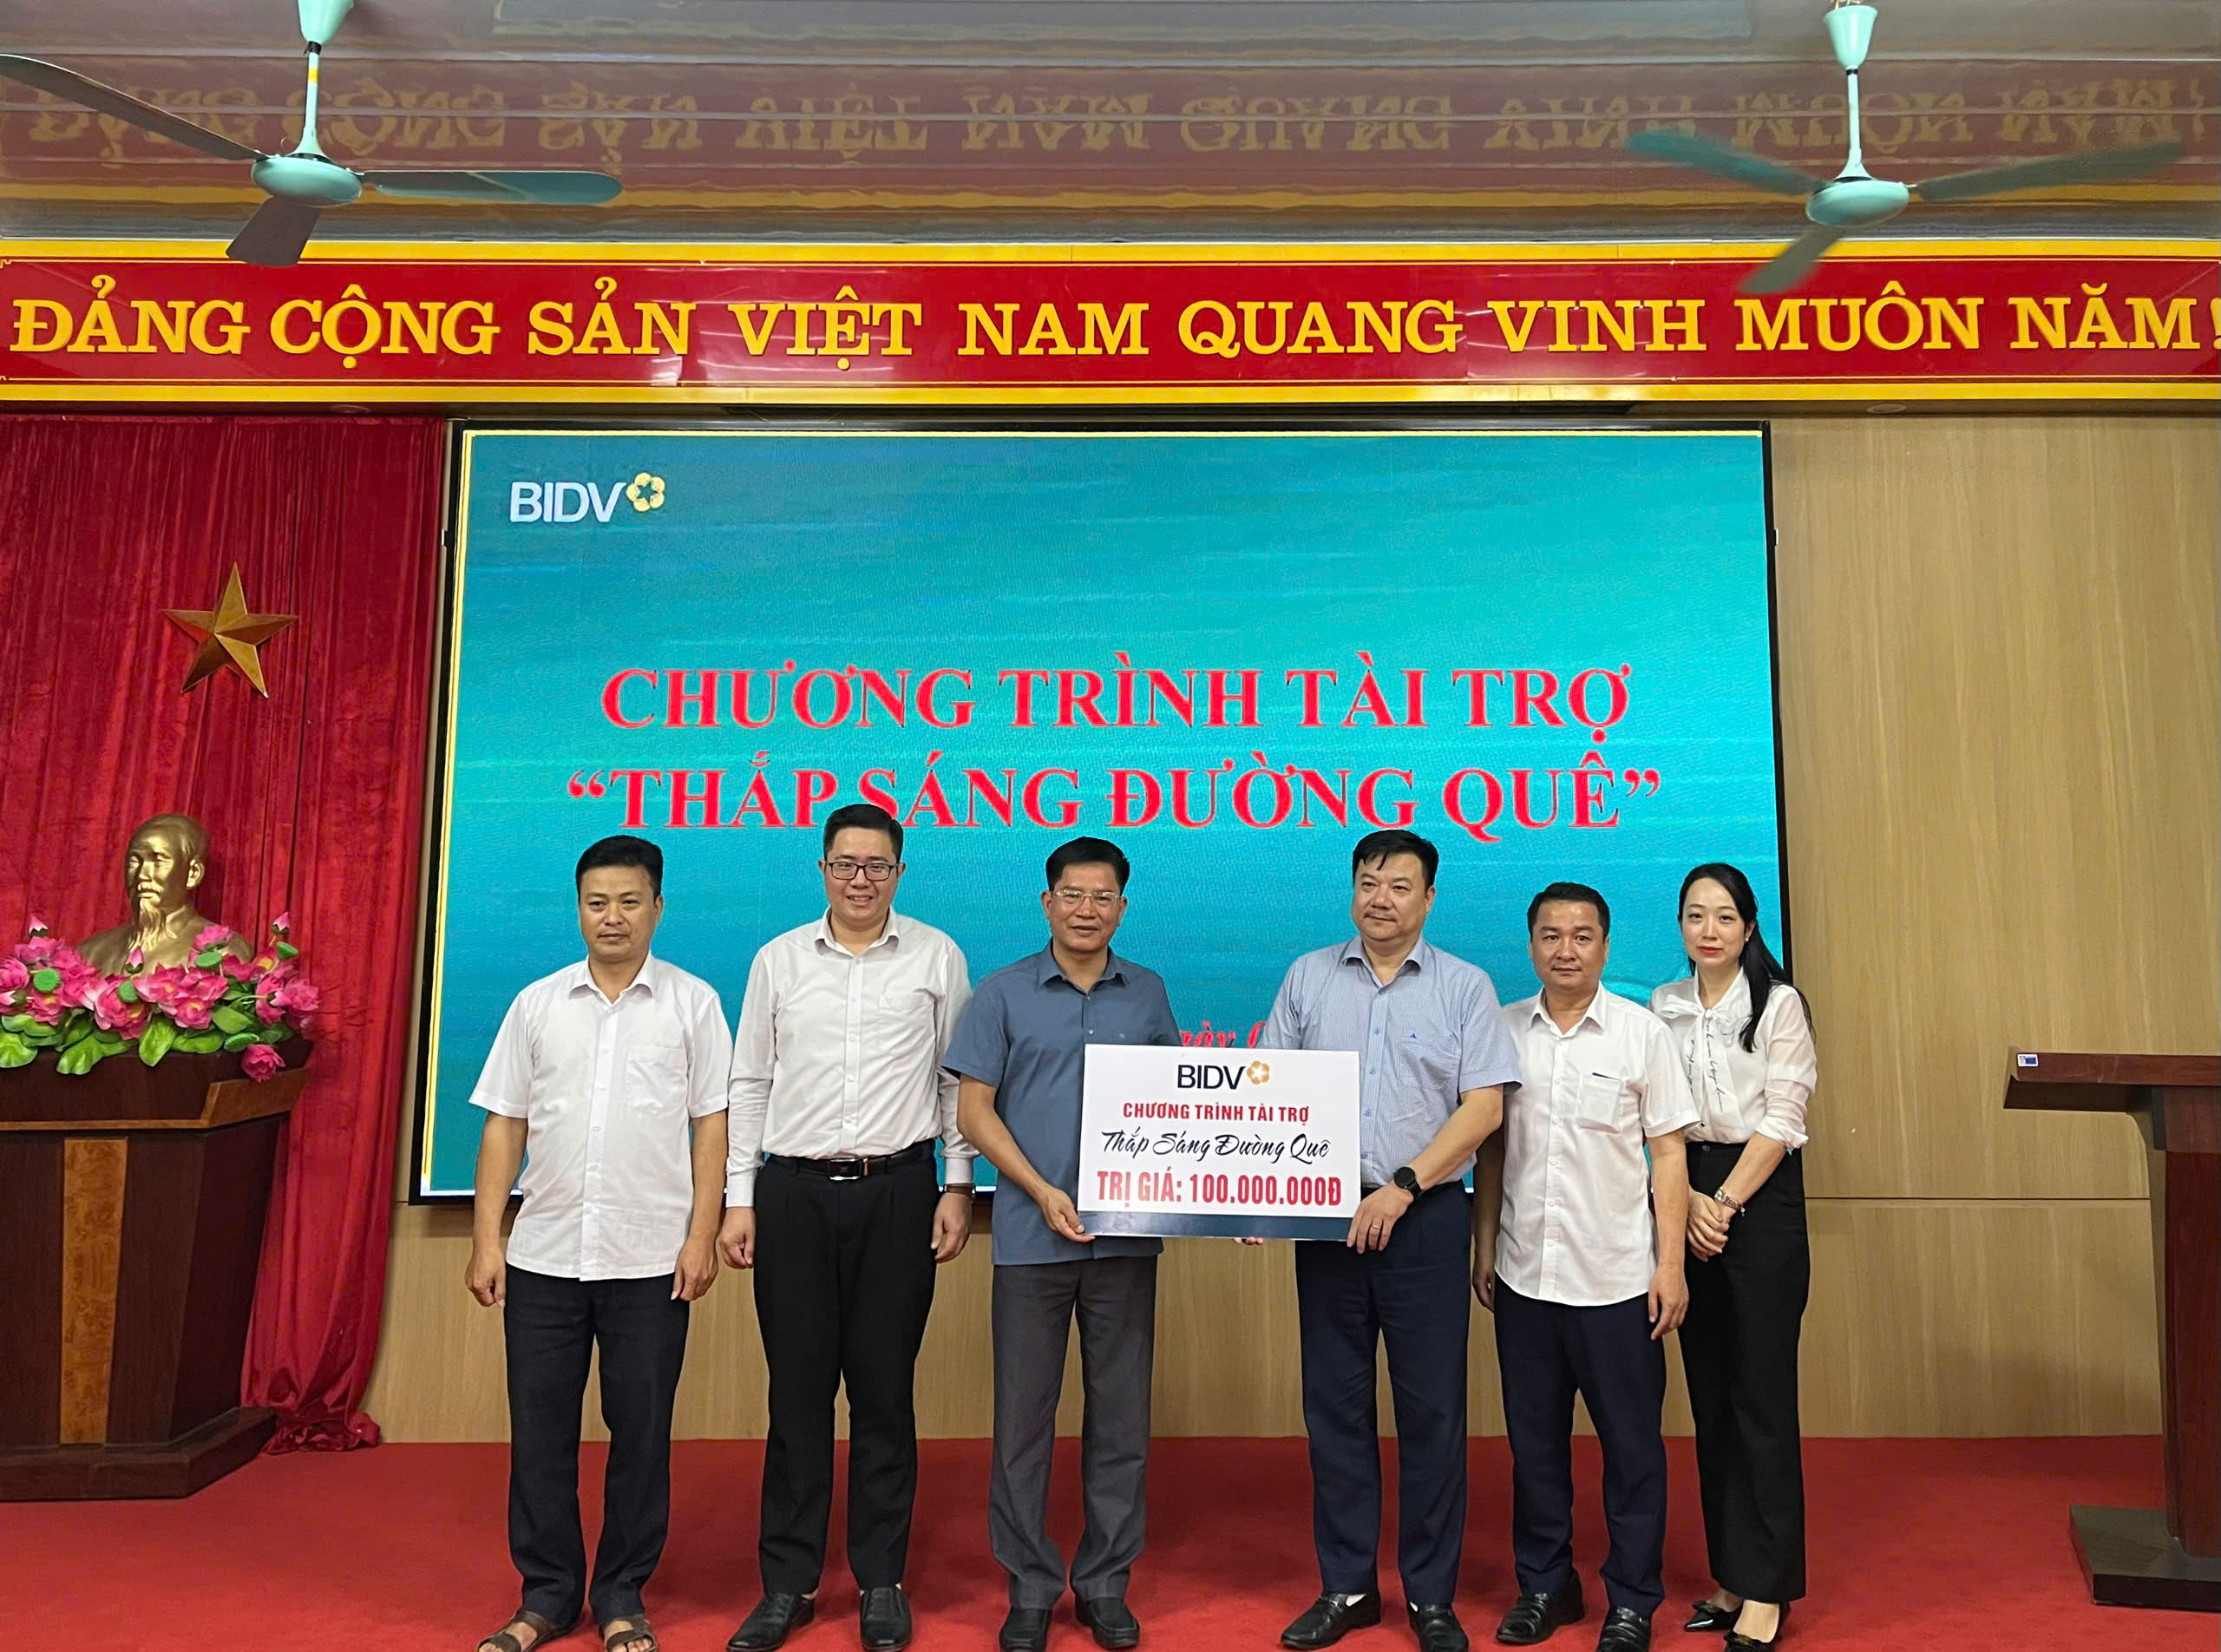 ĐẢNG CỘNG SẢN VIỆT NAM QUANG VINH MUÔN NĂM!
BIDV
CHƯƠNG TRÌNH TÀI TRỢ
“THẮP SÁNG ĐƯỜNG QUÊ”
BIDV
CHƯƠNG TRÌNH TÀI TRỢ
Thắp Sáng Đường Quê
TRỊ GIÁ: 100.000.000Đ